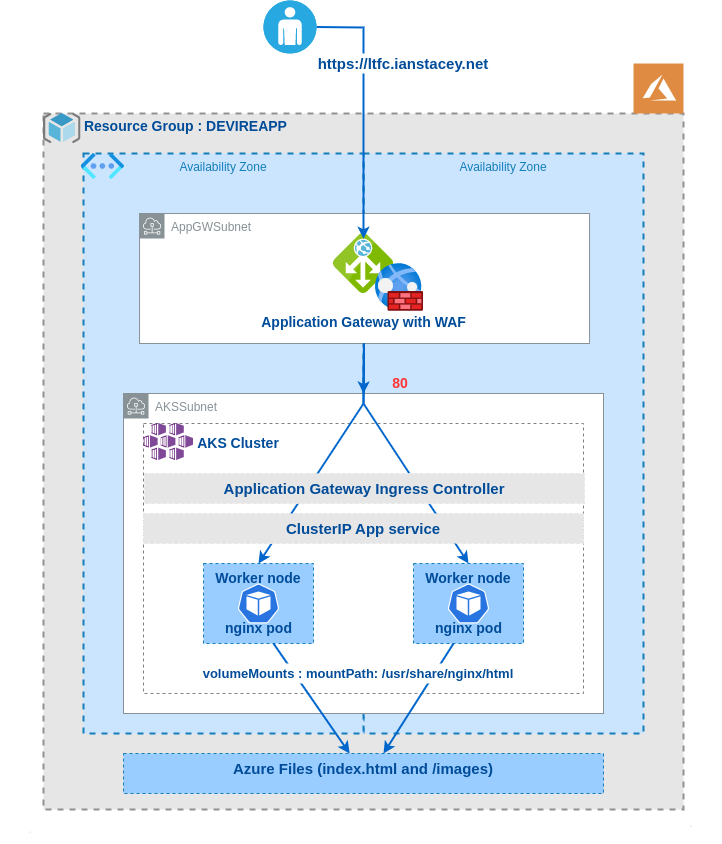 https://ltfc.ianstacey.net
Resource Group : DEVIREAPP
Availability Zone
Availability Zone
AppGWSubnet
Application Gateway with WAF
80
AKSSubnet
AKS Cluster
Application Gateway Ingress Controller
ClusterIP App service
Worker node
nginx pod
Worker node
nginx pod
volumeMounts : mountPath: /usr/share/nginx/html
Azure Files (index.html and /images)